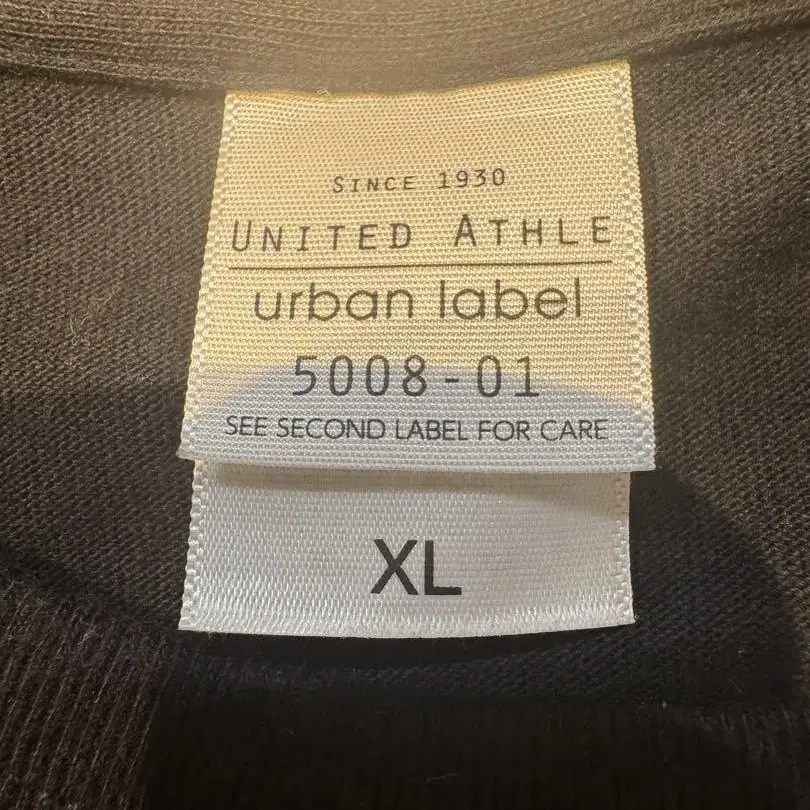 SINCE 1930
UNITED ATHLE
urban label
5008-01
SEE SECOND LABEL FOR CARE
XL